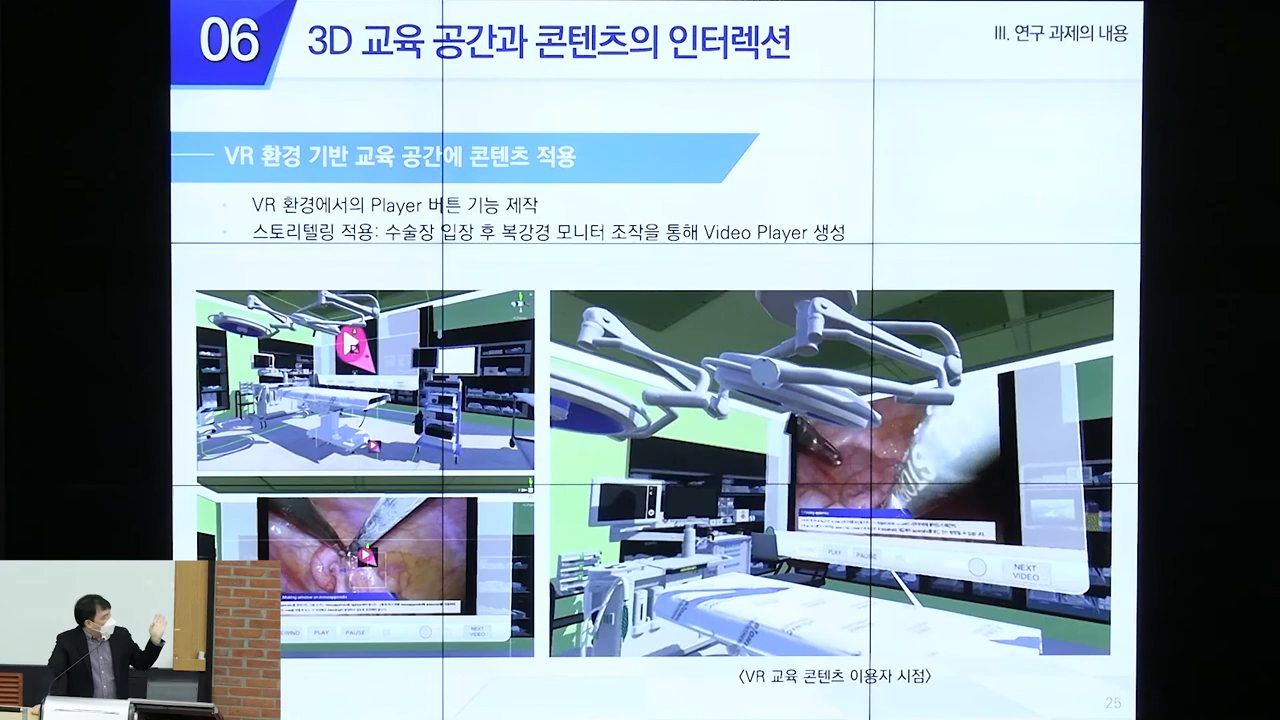 06
3D 교육 공간과 콘텐츠의 인터렉션
III. 연구 과제의 내용
VR 환경 기반 교육 공간에 콘텐츠 적용
VR 환경에서의 Player 버튼 기능 제작
스토리텔링 적용: 수술장 입장 후 복강경 모니터 조작을 통해 Video Player 생성
PLAY PAUSE
NEXT
VIDEO
PLAY PAUSE
NEXT
VIDEO
〈VR 교육 콘텐츠 이용자 시점〉
25